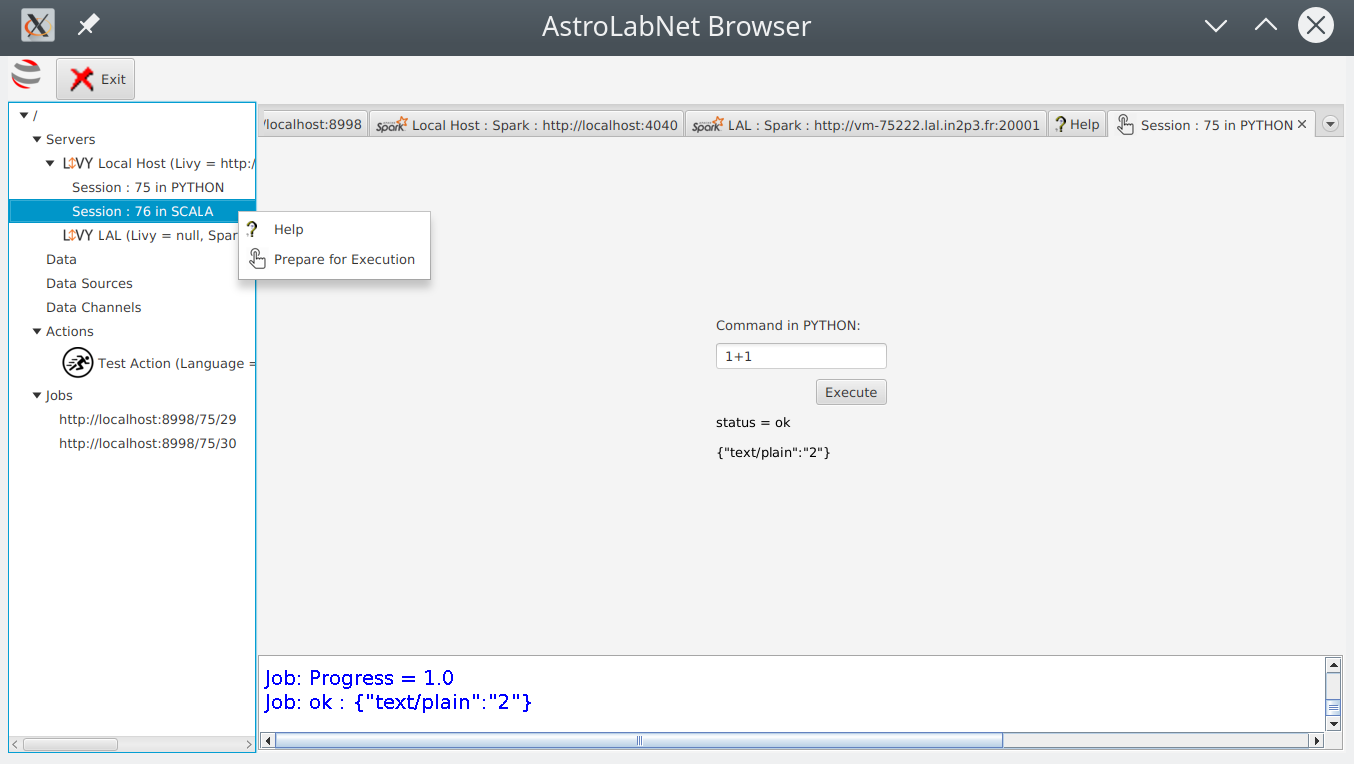 AstroLabNet Browser
Exit
/localhost:8998
Spark Local Host : Spark : http://localhost:4040
Spark LAL : Spark : http://vm-75222.lal.in2p3.fr:20001
? Help
Session : 75 in PYTHON
/
Servers
LIVY Local Host (Livy = http:/
Session : 75 in PYTHON
Session : 76 in SCALA
LIVY LAL (Livy = null, Spar
Data
Data Sources
Data Channels
Actions
Test Action (Language =
Jobs
http://localhost:8998/75/29
http://localhost:8998/75/30
? Help
Prepare for Execution
Command in PYTHON:
1+1
Execute
status = ok
{"text/plain":"2"}
Job: Progress = 1.0
Job: ok : {"text/plain":"2"}